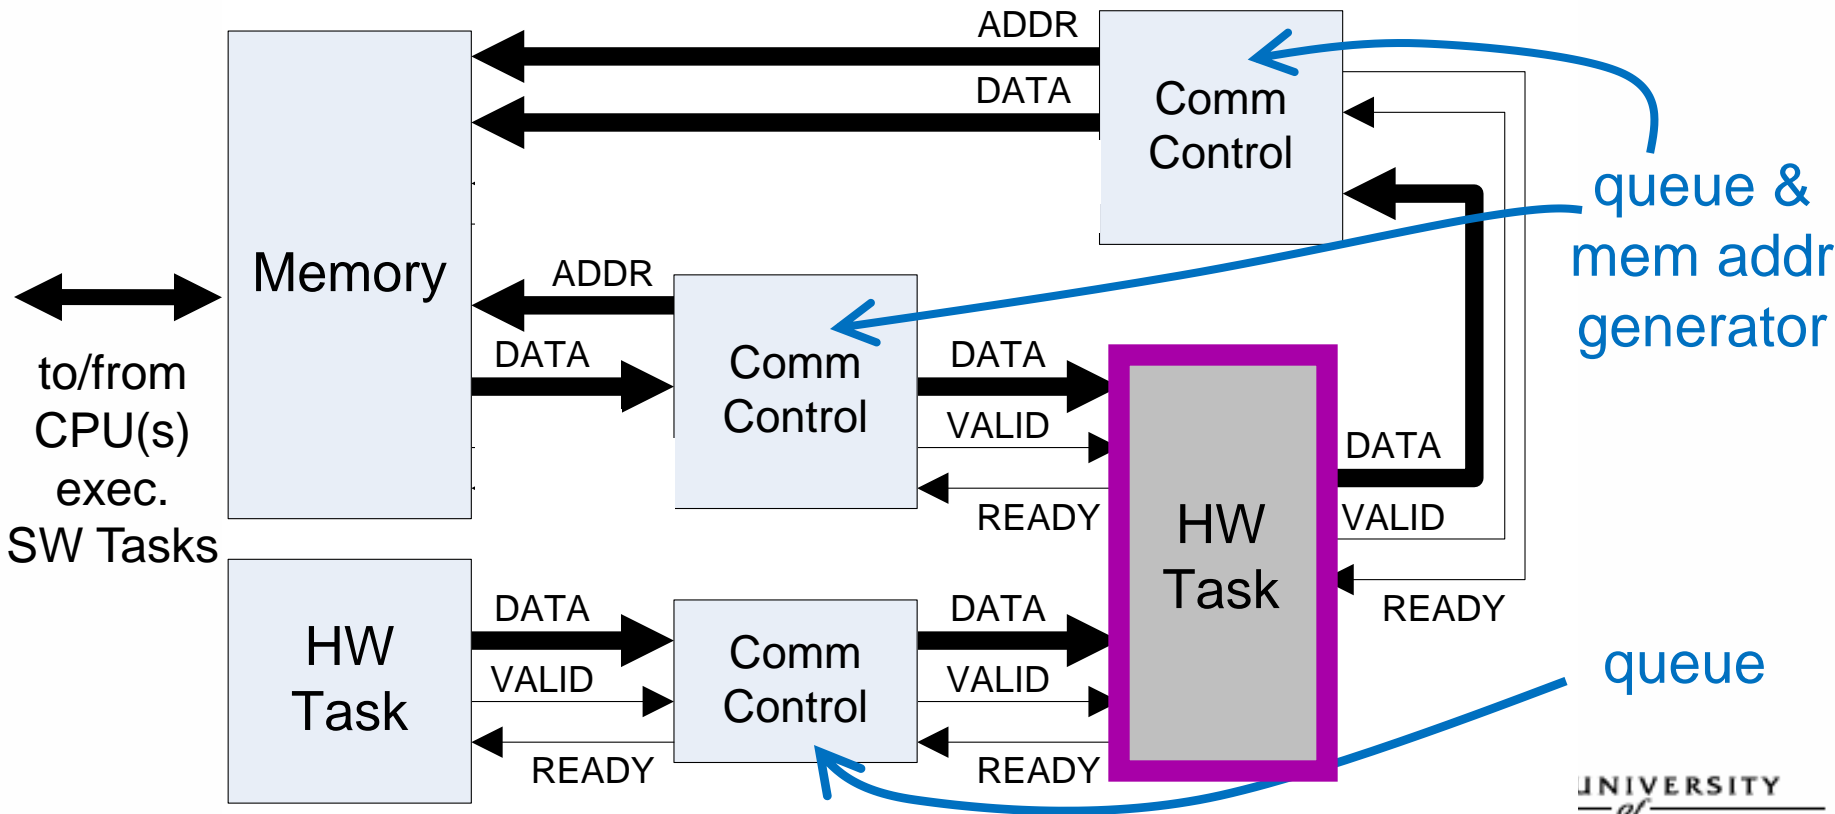 ADDR
DATA
Comm
Control
queue &
mem addr
generator
Memory
ADDR
DATA
Comm
Control
DATA
VALID
READY
to/from
CPU(s)
exec.
SW Tasks
HW
Task
DATA
VALID
READY
HW
Task
DATA
VALID
READY
Comm
Control
DATA
VALID
READY
queue
UNIVERSITY
of